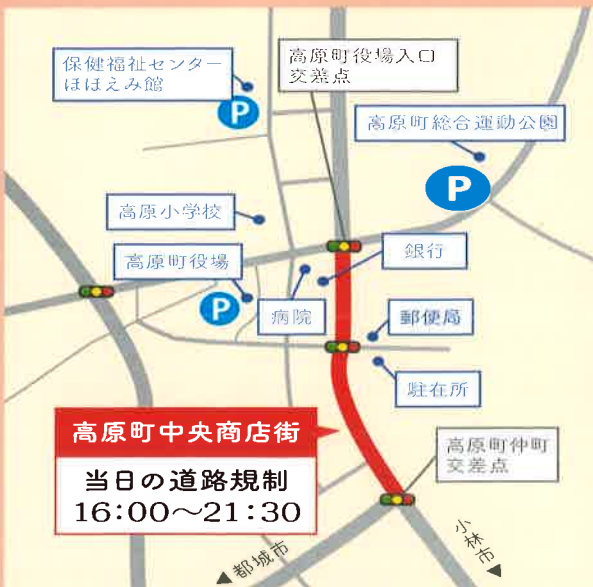 保健福祉センター
ほほえみ館
高原町役場入口
交差点
P
高原町総合運動公園
P
高原小学校
高原町役場
銀行
P
病院
郵便局
駐在所
高原町中央商店街
当日の道路規制
16:00〜21:30
高原町仲町
交差点
◀都城市
小林市▶